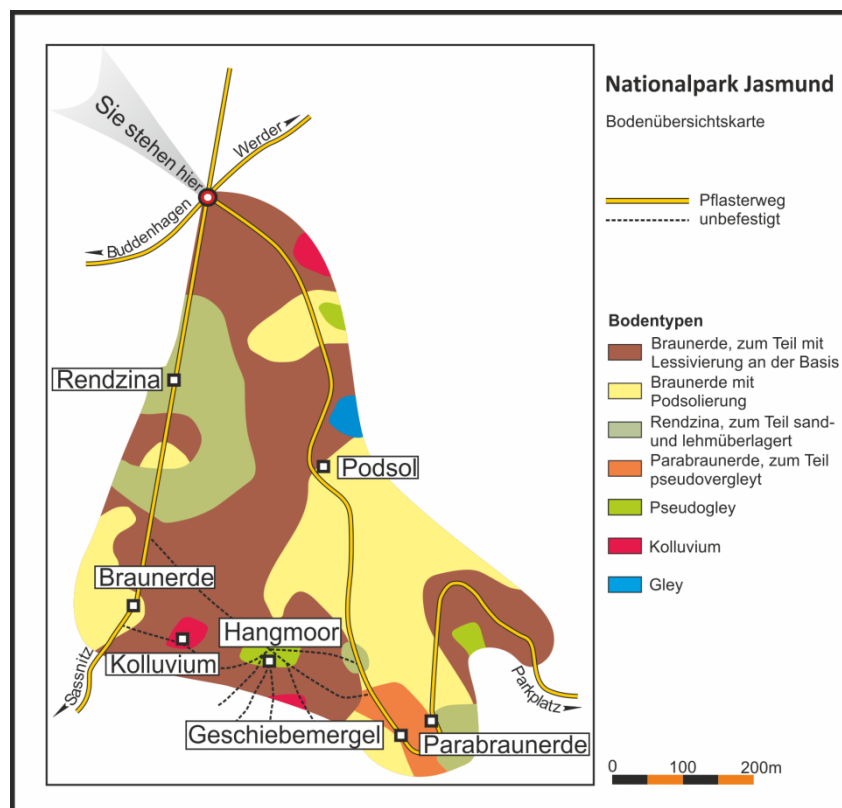 Nationalpark Jasmund
Bodenübersichtskarte
Pflasterweg
unbefestigt
Bodentypen
Braunerde, zum Teil mit
Lessivierung an der Basis
Braunerde mit
Podsolierung
Rendzina, zum Teil sand-
und lehmüberlagert
Parabraunerde, zum Teil
pseudovergleyt
Pseudogley
Kolluvium
Gley
0 100 200m
Sie stehen hier
Werder
Buddenhagen
Rendzina
Podsol
Braunerde
Hangmoor
Kolluvium
Sassnitz
Parkplatz
Geschiebemergel
Parabraunerde